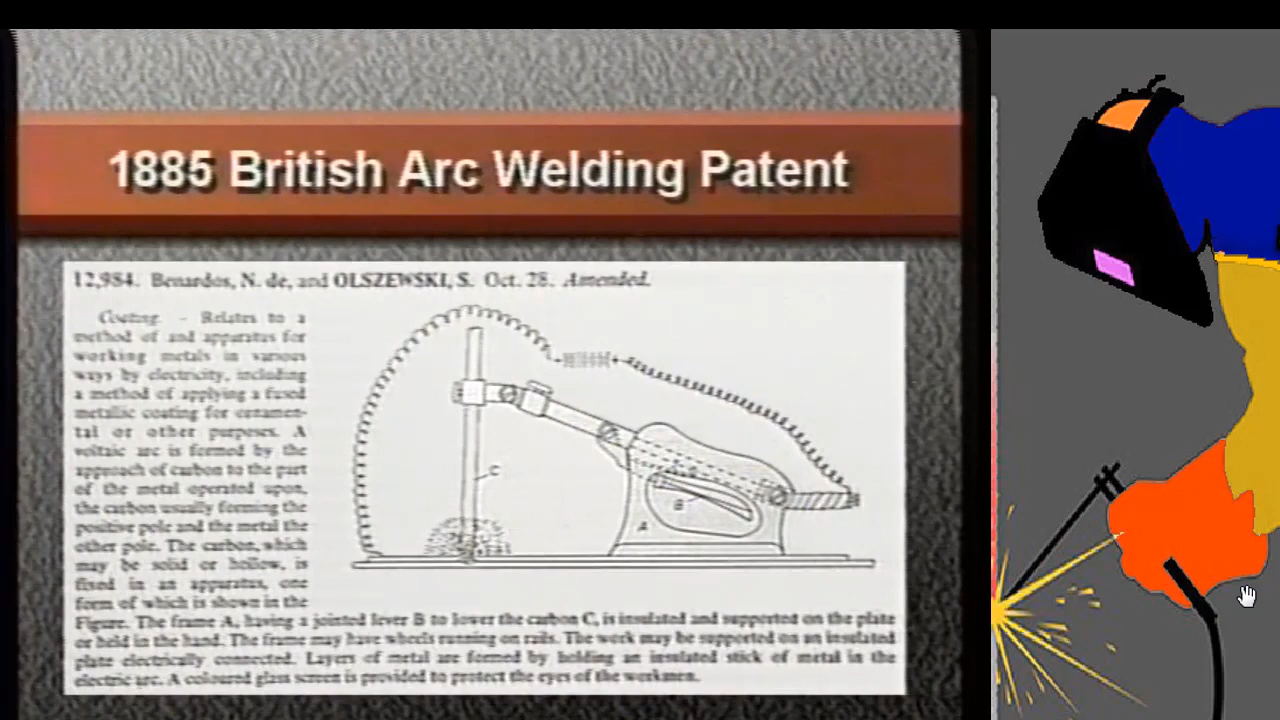 1885 British Arc Welding Patent
12,984. Benardos, N. de, and OLSZEWSKI, S. Oct. 28. Amended.
Coating. - Relates to a
method of and apparatus for
working metals in various
ways by electricity, including
a method of applying a fused
metallic coating for ornamen-
tal or other purposes. A
voltaic arc is formed by the
approach of carbon to the part
of the metal operated upon,
the carbon usually forming the
positive pole and the metal the
other pole. The carbon, which
may be solid or hollow, is
fixed in an apparatus, one
form of which is shown in the
Figure. The frame A, having a jointed lever B to lower the carbon C, is insulated and supported on the plate
or held in the hand. The frame may have wheels running on rails. The work may be supported on an insulated
plate electrically connected. Layers of metal are formed by holding an insulated stick of metal in the
electric arc. A coloured glass screen is provided to protect the eyes of the workmen.
C
B
A